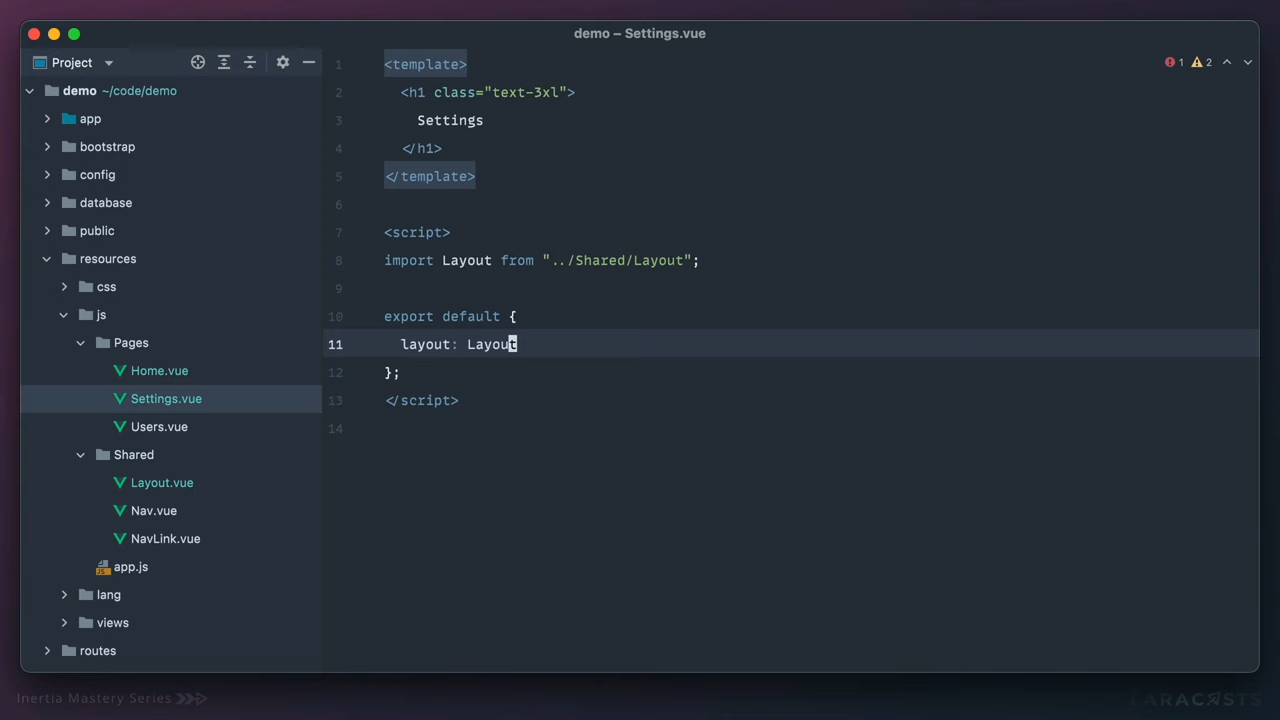 demo – Settings.vue
Project
demo ~/code/demo
app
bootstrap
config
database
public
resources
css
js
Pages
Home.vue
Settings.vue
Users.vue
Shared
Layout.vue
Nav.vue
NavLink.vue
JS app.js
lang
views
routes
1 <template>
2 <h1 class="text-3xl">
3 Settings
4 </h1>
5 </template>
6
7 <script>
8 import Layout from "../Shared/Layout";
9
10 export default {
11 layout: Layout
12 };
13 </script>
14
1 2
Inertia Mastery Series
LARACASTS